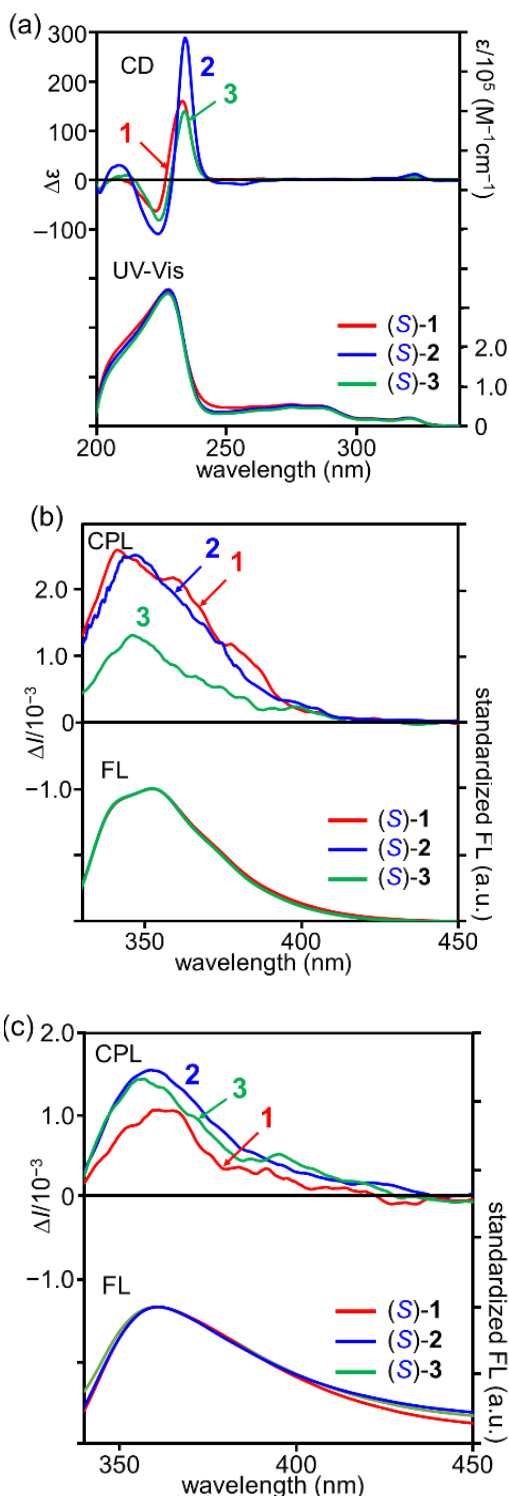 (a)
300
200
100
0
−100
Δε
CD
1
2
3
ε/10⁵ (M⁻¹cm⁻¹)
UV-Vis
(S)-1
(S)-2
(S)-3
2.0
1.0
0
200
250
300
wavelength (nm)
(b)
CPL
2.0
1.0
0
−1.0
ΔI/10⁻³
2
1
3
FL
(S)-1
(S)-2
(S)-3
standardized FL (a.u.)
350
400
450
wavelength (nm)
(c)
2.0
CPL
1.0
0
−1.0
ΔI/10⁻³
2
3
1
FL
(S)-1
(S)-2
(S)-3
standardized FL (a.u.)
350
400
450
wavelength (nm)